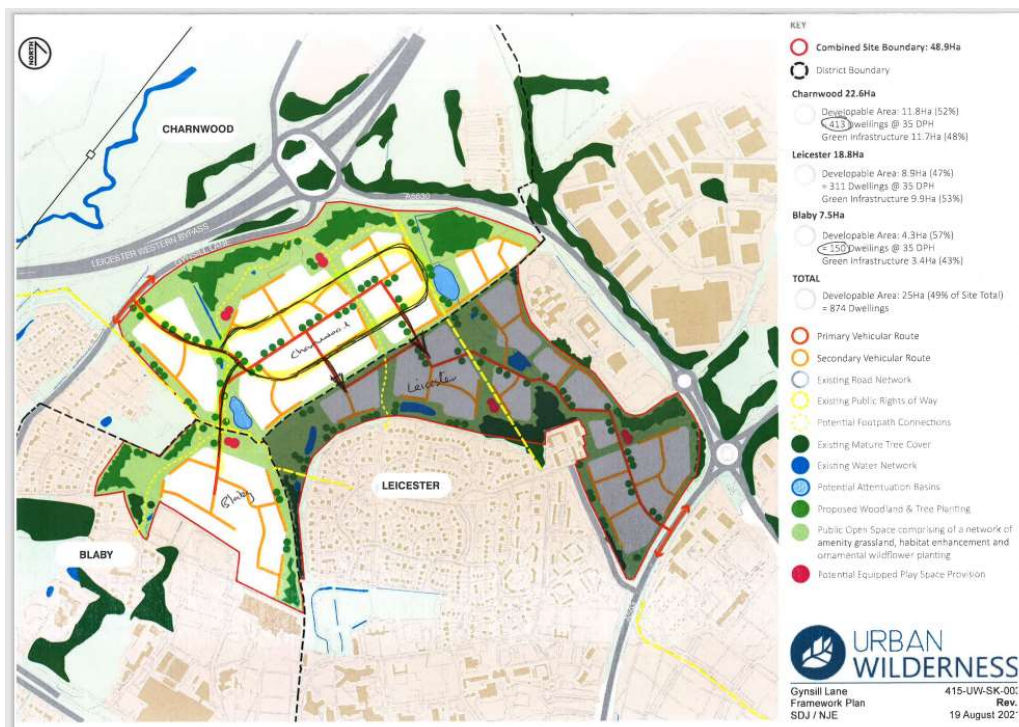 NORTH
CHARNWOOD
LEICESTER WESTERN BYPASS
GYNSILL LANE
A5630
Charnwood
Leicester
Blaby
LEICESTER
BLABY
KEY
Combined Site Boundary: 48.9Ha
District Boundary
Charnwood 22.6Ha
Developable Area: 11.8Ha (52%)
413 Dwellings @ 35 DPH
Green infrastructure 11.7Ha (48%)
Leicester 18.8Ha
Developable Area: 8.9Ha (47%)
= 311 Dwellings @ 35 DPH
Green Infrastructure 9.9Ha (53%)
Blaby 7.5Ha
Developable Area: 4.3Ha (57%)
= 150 Dwellings @ 35 DPH
Green Infrastructure 3.4Ha (43%)
TOTAL
Developable Area: 25Ha (49% of Site Total)
= 874 Dwellings
Primary Vehicular Route
Secondary Vehicular Route
Existing Road Network
Existing Public Rights of Way
Potential Footpath Connections
Existing Mature Tree Cover
Existing Water Network
Potential Attenuation Basins
Proposed Woodland & Tree Planting
Public Open Space comprising of a network of
amenity grassland, habitat enhancement and
ornamental wildflower planting
Potential Equipped Play Space Provision
URBAN
WILDERNESS
Gynsill Lane 415-UW-SK-003
Framework Plan Rev.
SDJ / NJE 19 August 2021